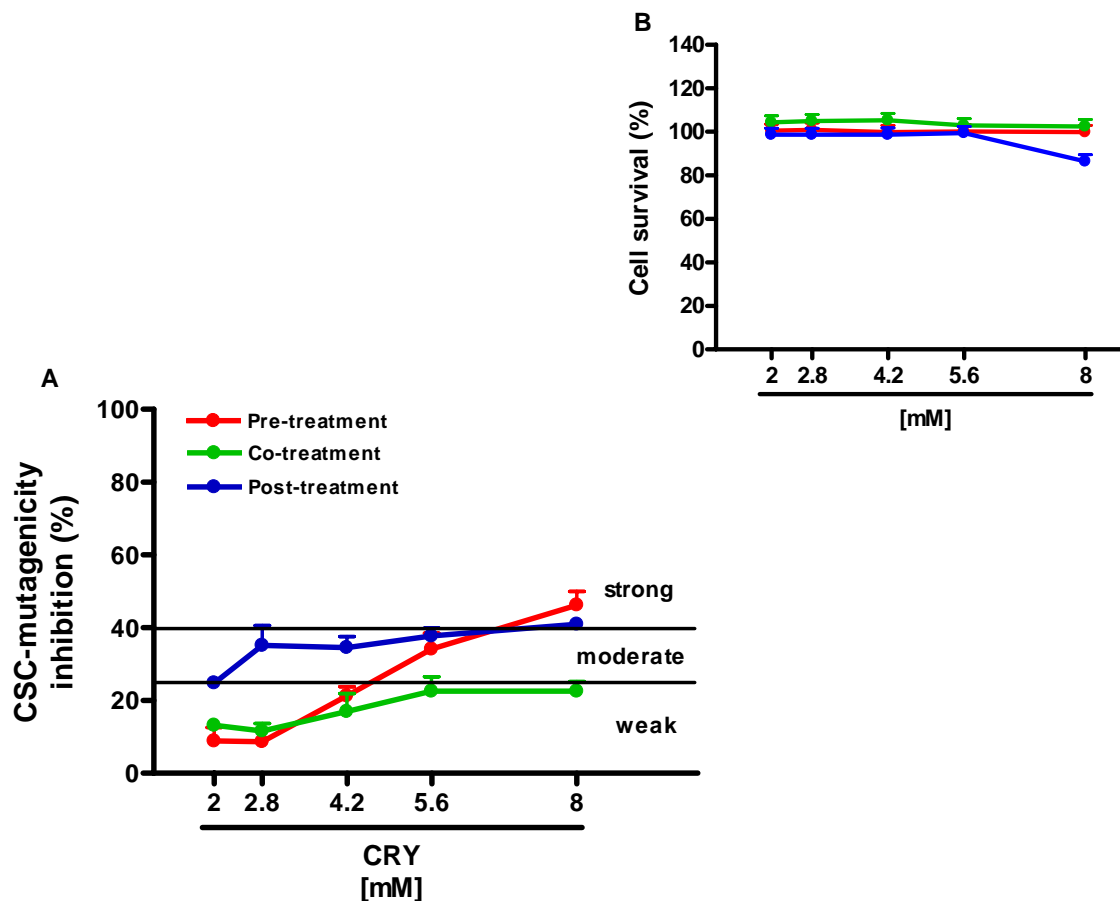 B
140
120
100
80
60
40
20
0
Cell survival (%)
2 2.8 4.2 5.6 8
[mM]
A
100
80
60
40
20
0
CSC-mutagenicity
inhibition (%)
Pre-treatment
Co-treatment
Post-treatment
strong
moderate
weak
2 2.8 4.2 5.6 8
CRY
[mM]